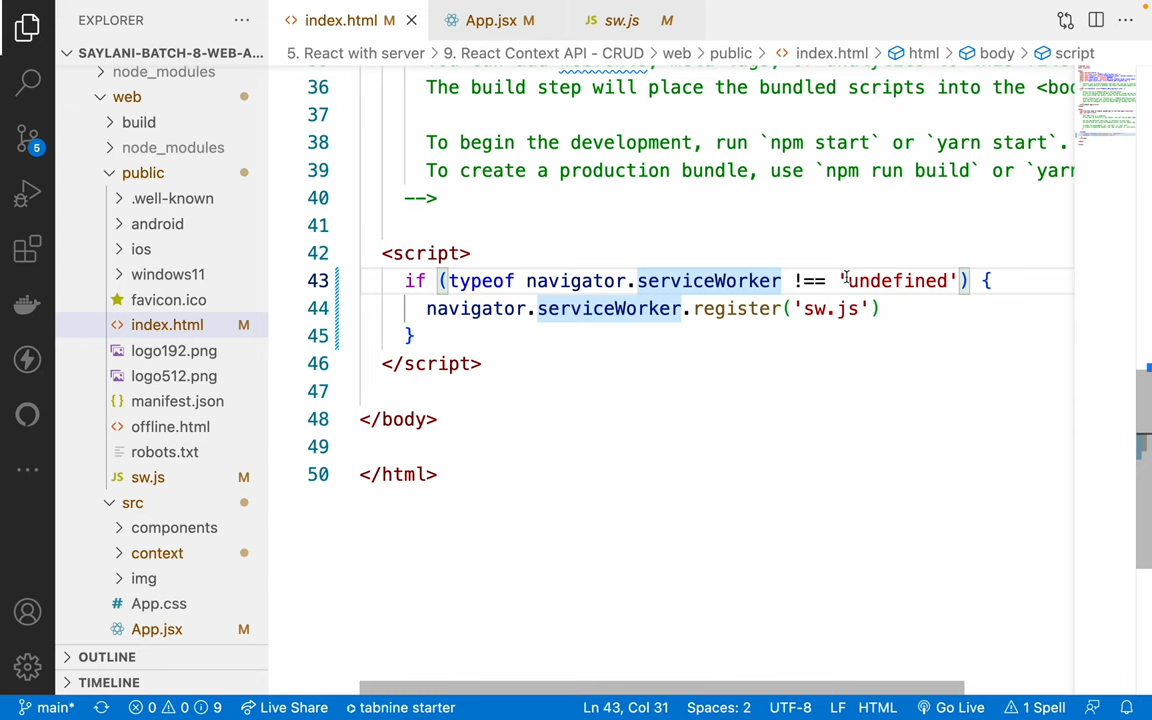 EXPLORER
index.html M
App.jsx M
sw.js M
SAYLANI-BATCH-8-WEB-A...
5. React with server > 9. React Context API - CRUD > web > public > index.html > html > body > script
node_modules
web
build
node_modules
public
.well-known
android
ios
windows11
favicon.ico
index.html M
logo192.png
logo512.png
manifest.json
offline.html
robots.txt
sw.js M
src
components
context
img
App.css
App.jsx M
OUTLINE
TIMELINE
5
36 The build step will place the bundled scripts into the <bod
37
38 To begin the development, run `npm start` or `yarn start`.
39 To create a production bundle, use `npm run build` or `yarn
40 -->
41
42 <script>
43 if (typeof navigator.serviceWorker !== 'undefined') {
44 navigator.serviceWorker.register('sw.js')
45 }
46 </script>
47
48 </body>
49
50 </html>
main* 0 0 9 Live Share tabnine starter Ln 43, Col 31 Spaces: 2 UTF-8 LF HTML Go Live 1 Spell